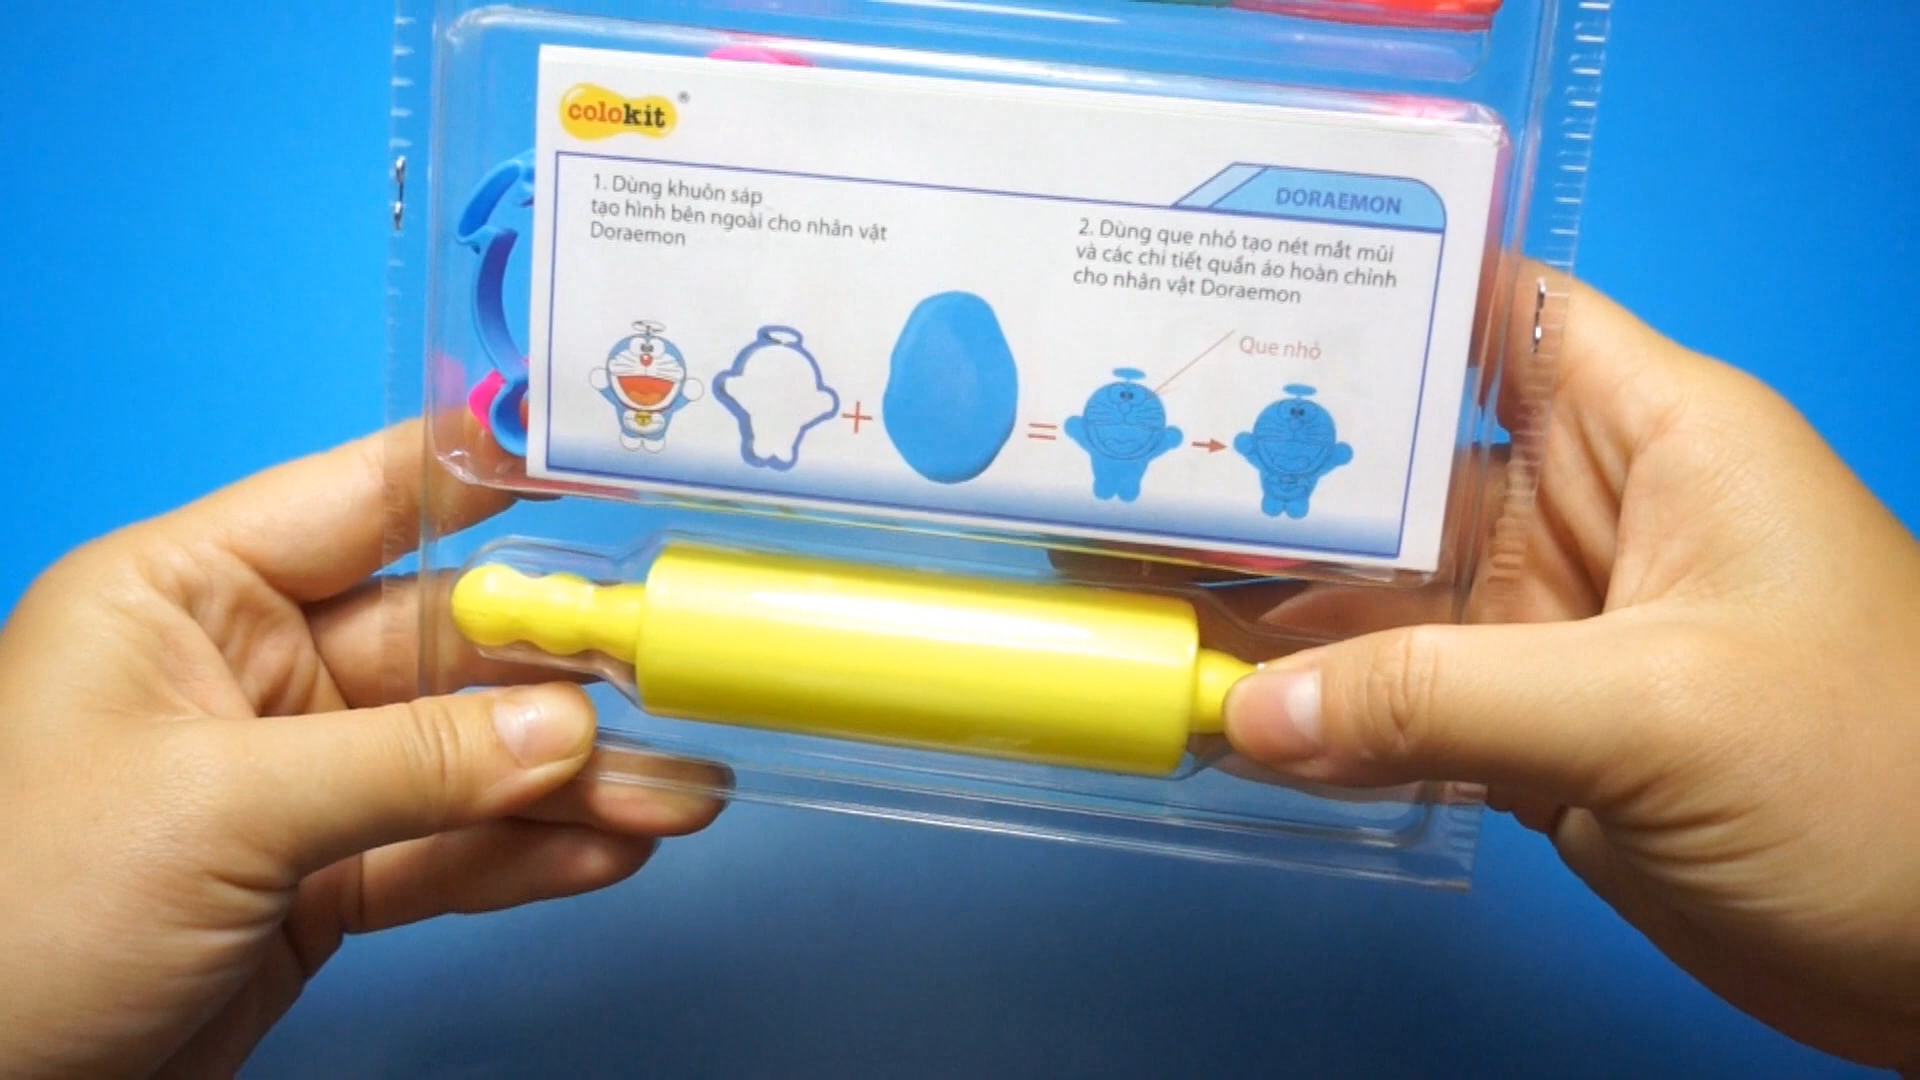 colokit®
DORAEMON
1. Dùng khuôn sáp
tạo hình bên ngoài cho nhân vật
Doraemon
2. Dùng que nhỏ tạo nét mắt mũi
và các chi tiết quần áo hoàn chỉnh
cho nhân vật Doraemon
Que nhỏ